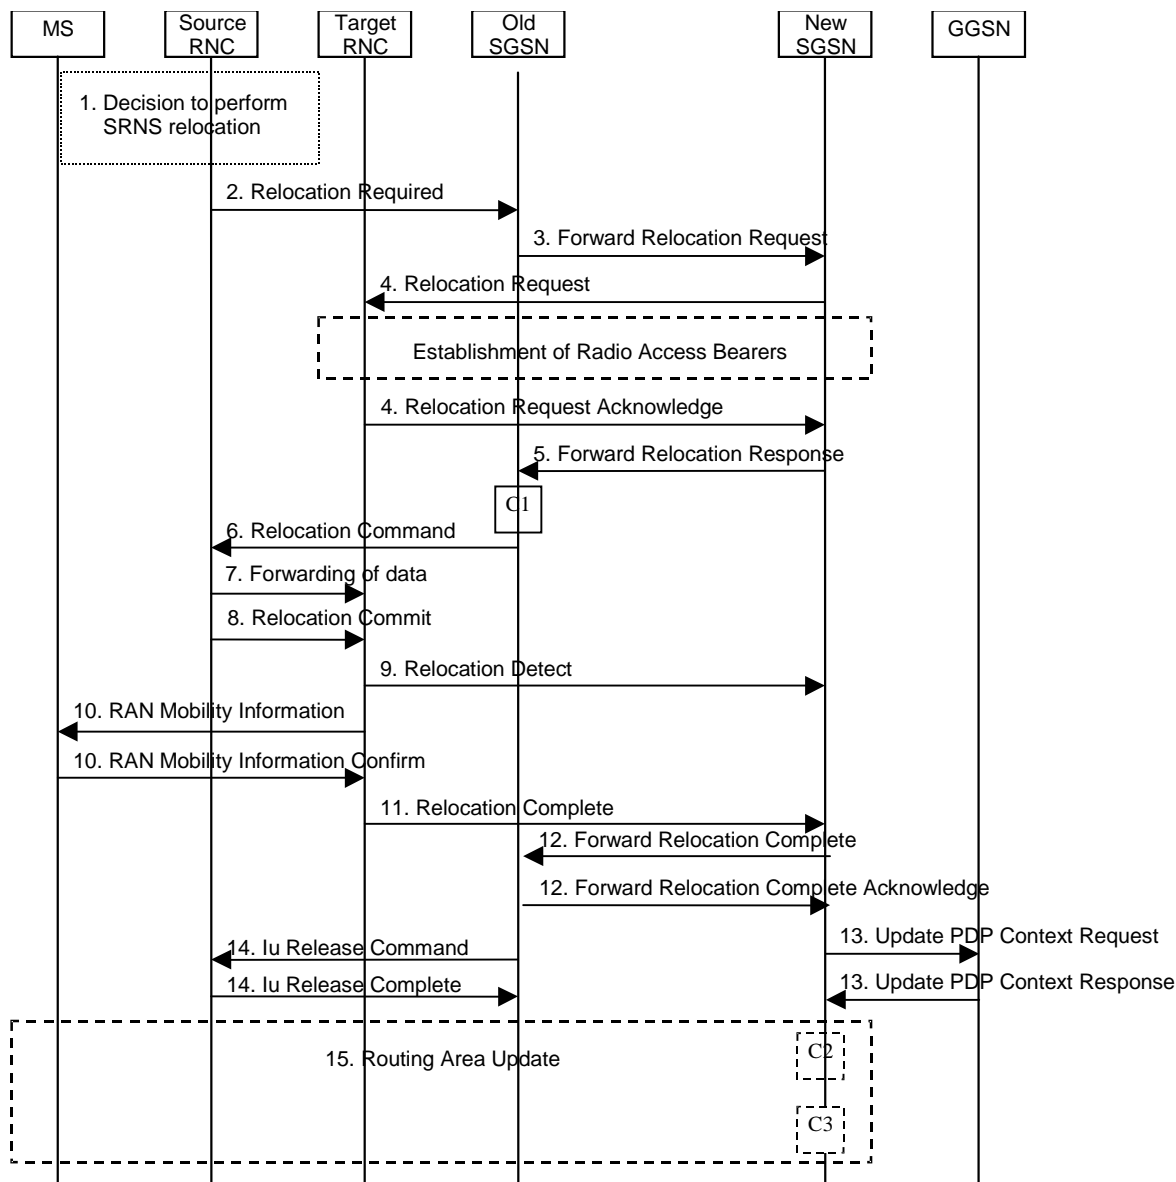 MS
Source
RNC
Target
RNC
Old
SGSN
New
SGSN
GGSN
1. Decision to perform
SRNS relocation
2. Relocation Required
3. Forward Relocation Request
4. Relocation Request
Establishment of Radio Access Bearers
4. Relocation Request Acknowledge
5. Forward Relocation Response
C1
6. Relocation Command
7. Forwarding of data
8. Relocation Commit
9. Relocation Detect
10. RAN Mobility Information
10. RAN Mobility Information Confirm
11. Relocation Complete
12. Forward Relocation Complete
12. Forward Relocation Complete Acknowledge
13. Update PDP Context Request
14. Iu Release Command
13. Update PDP Context Response
14. Iu Release Complete
C2
15. Routing Area Update
C3